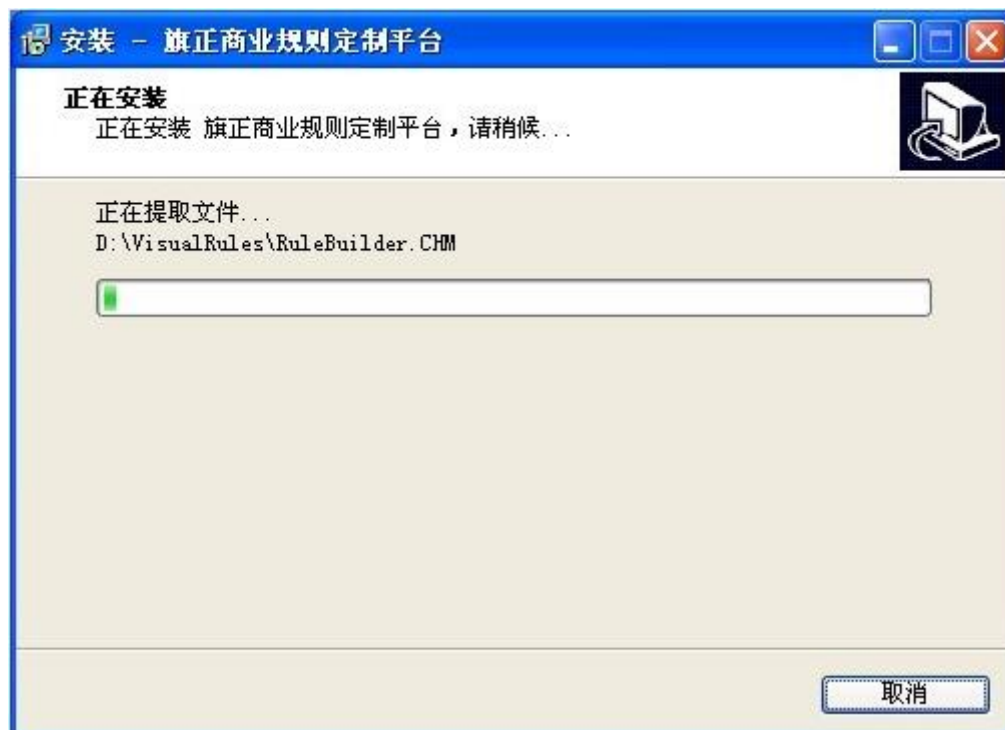 安装 - 旗正商业规则定制平台
正在安装
正在安装 旗正商业规则定制平台，请稍候...
正在提取文件...
D:\VisualRules\RuleBuilder.CHM
取消